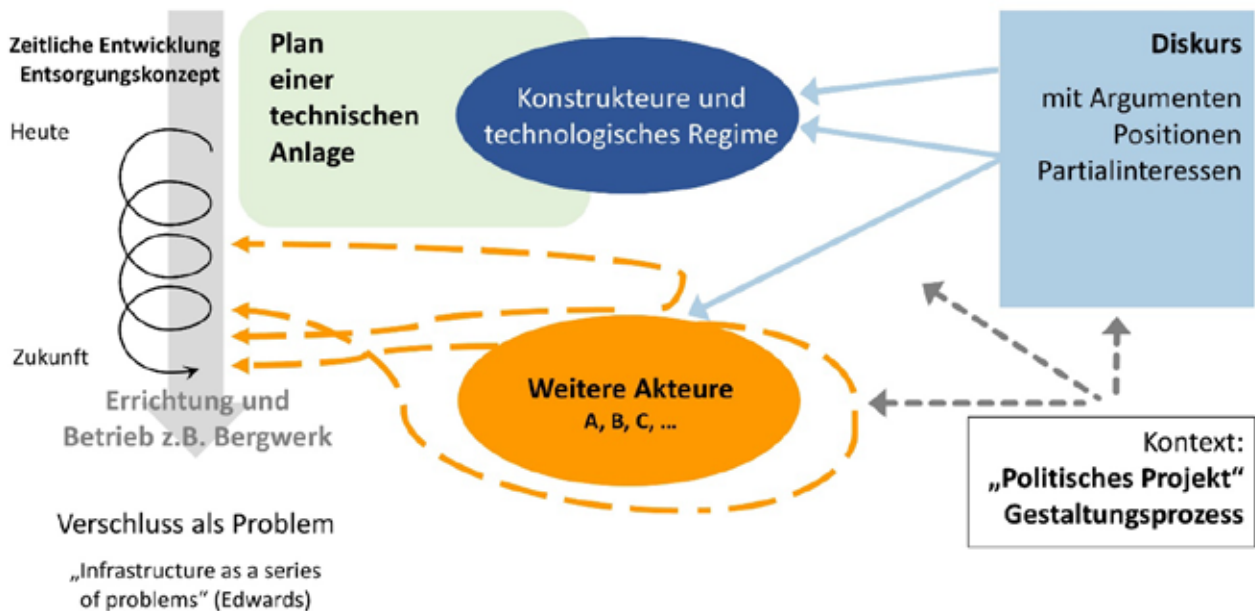 Zeitliche Entwicklung
Entsorgungskonzept
Heute
Zukunft
Errichtung und
Betrieb z.B. Bergwerk
Verschluss als Problem
„Infrastructure as a series
of problems“ (Edwards)
Plan
einer
technischen
Anlage
Konstrukteure und
technologisches Regime
Weitere Akteure
A, B, C, ...
Diskurs
mit Argumenten
Positionen
Partialinteressen
Kontext:
„Politisches Projekt“
Gestaltungsprozess